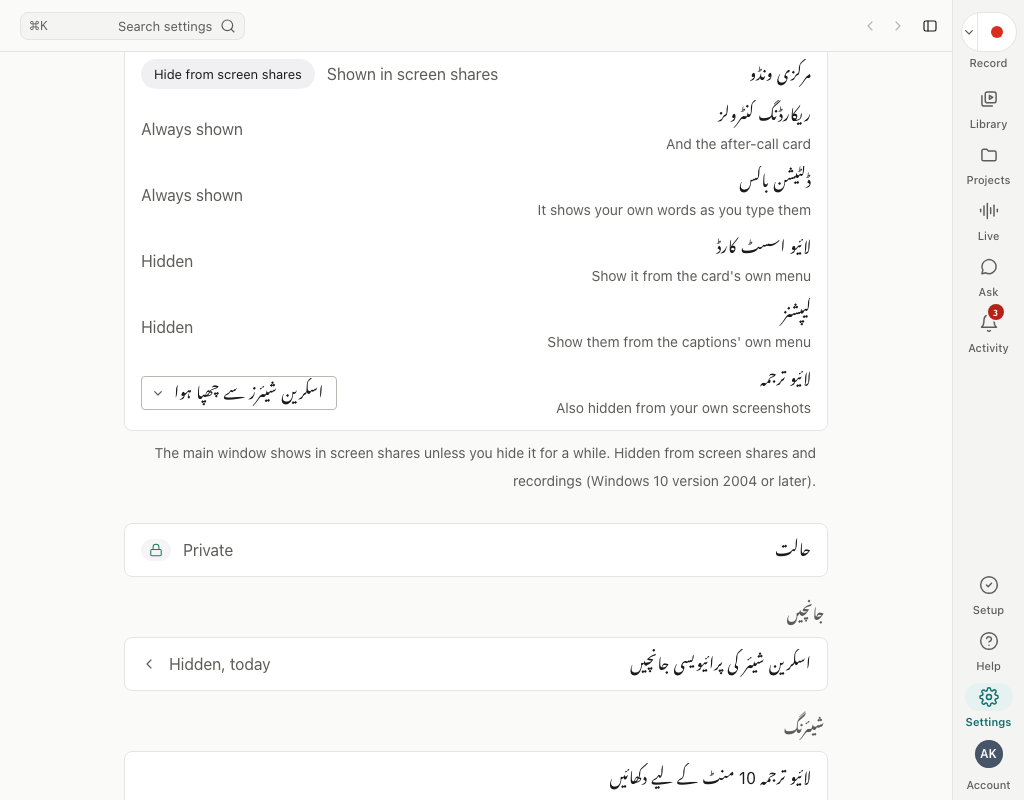 Search settings ⌘K
مرکزی ونڈو
Shown in screen shares
Hide from screen shares
ریکارڈنگ کنٹرولز
And the after-call card
Always shown
ڈکٹیشن باکس
It shows your own words as you type them
Always shown
لائیو اسسٹ کارڈ
Show it from the card's own menu
Hidden
کیپشنز
Show them from the captions' own menu
Hidden
لائیو ترجمہ
Also hidden from your own screenshots
اسکرین شیئرز سے چھپا ہوا
The main window shows in screen shares unless you hide it for a while. Hidden from screen shares and
recordings (Windows 10 version 2004 or later).
حالت
Private
جانچیں
اسکرین شیئر کی پرائیویسی جانچیں
Hidden, today
شیئرنگ
لائیو ترجمہ 10 منٹ کے لیے دکھائیں
Record
Library
Projects
Live
Ask
3
Activity
Setup
Help
Settings
AK
Account